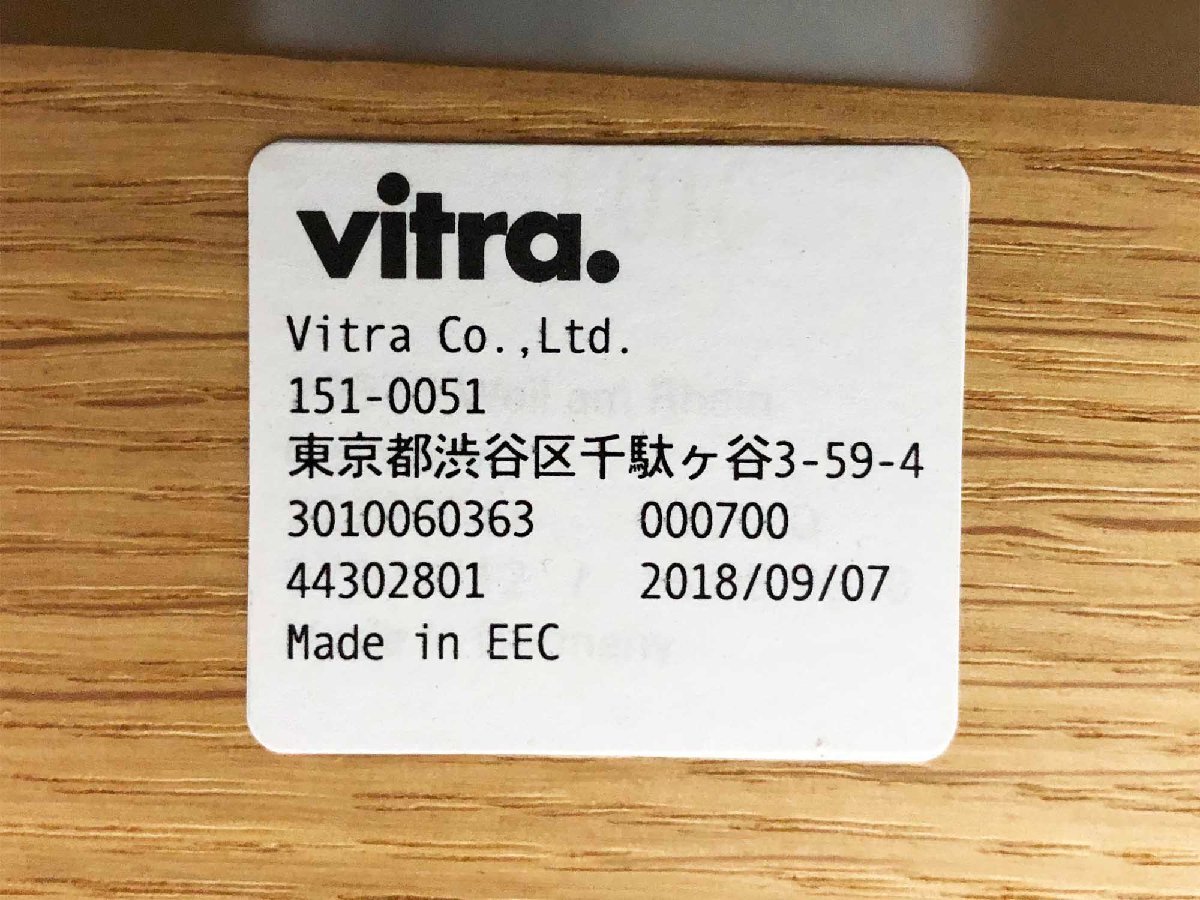 vitra.
Vitra Co.,Ltd.
151-0051
東京都渋谷区千駄ヶ谷3-59-4
3010060363 000700
44302801 2018/09/07
Made in EEC